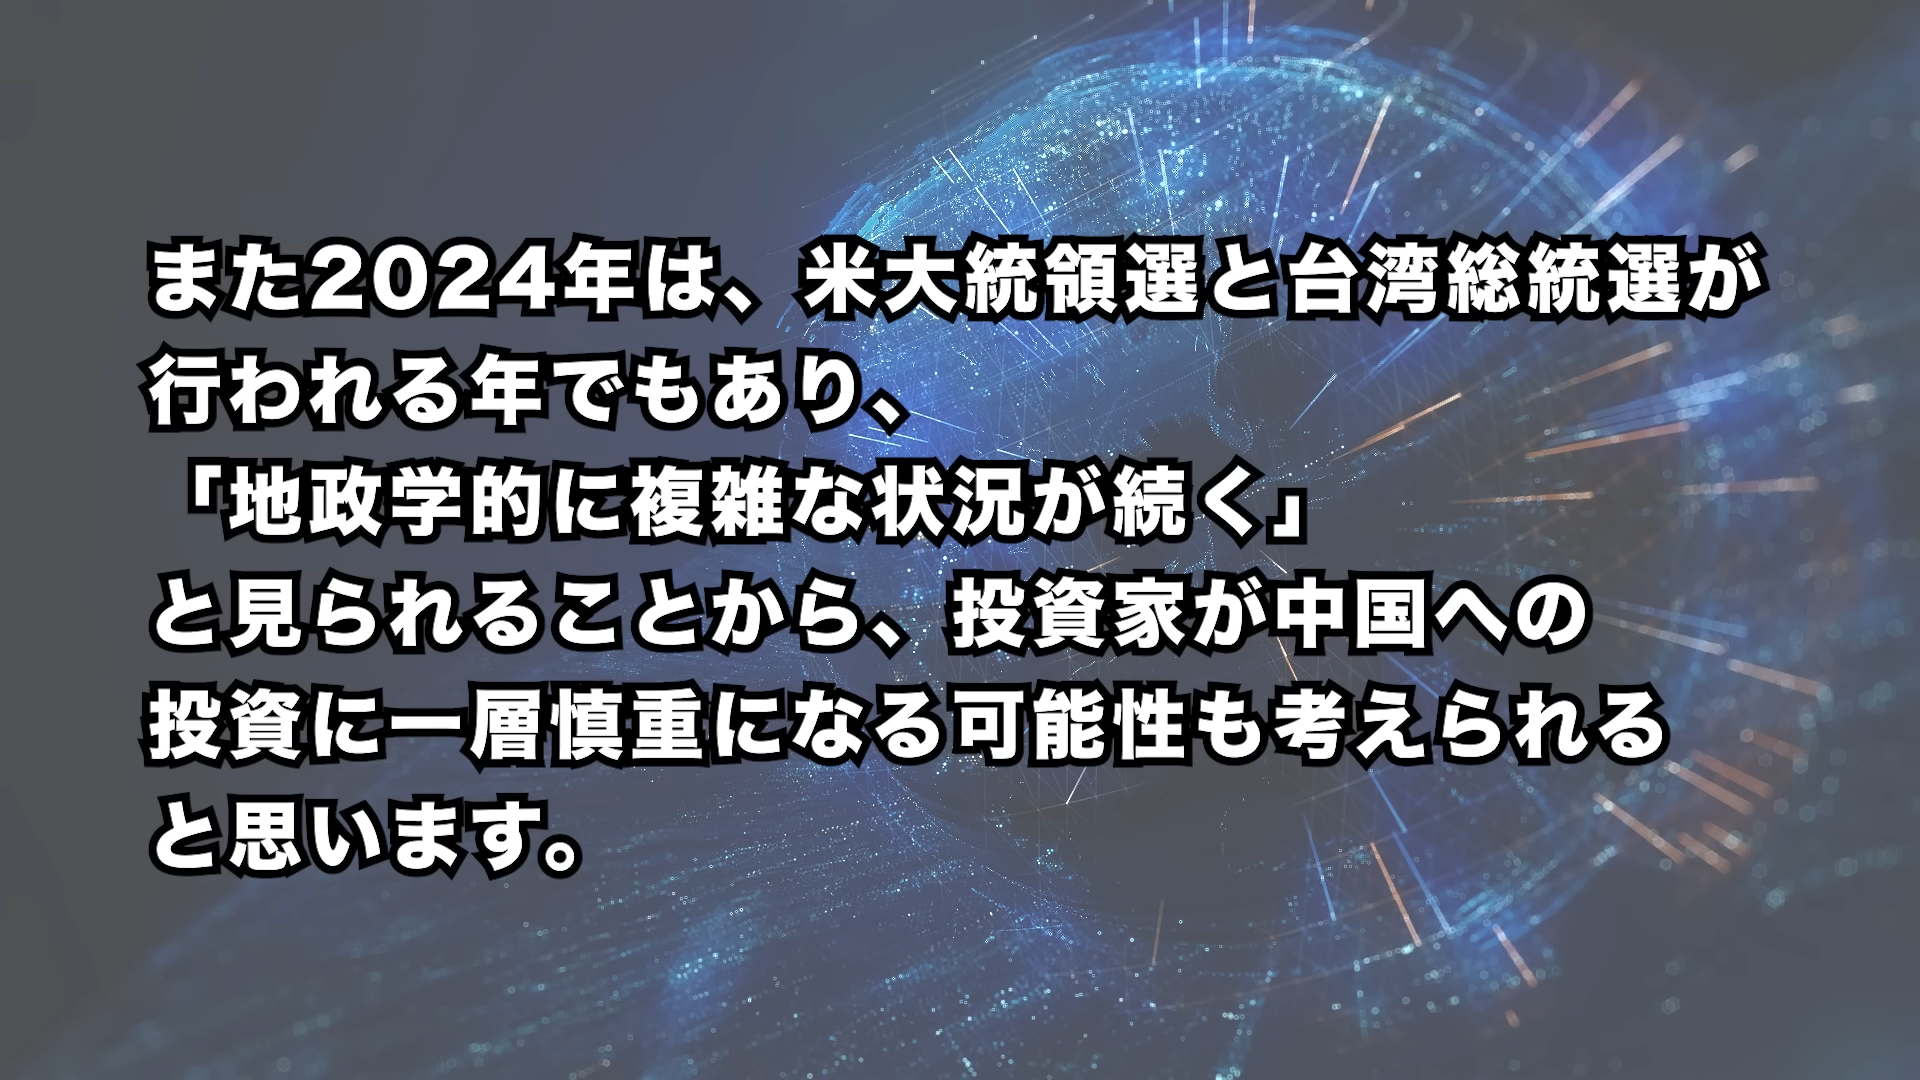 また2024年は、米大統領選と台湾総統選が
行われる年でもあり、
「地政学的に複雑な状況が続く」
と見られることから、投資家が中国への
投資に一層慎重になる可能性も考えられる
と思います。